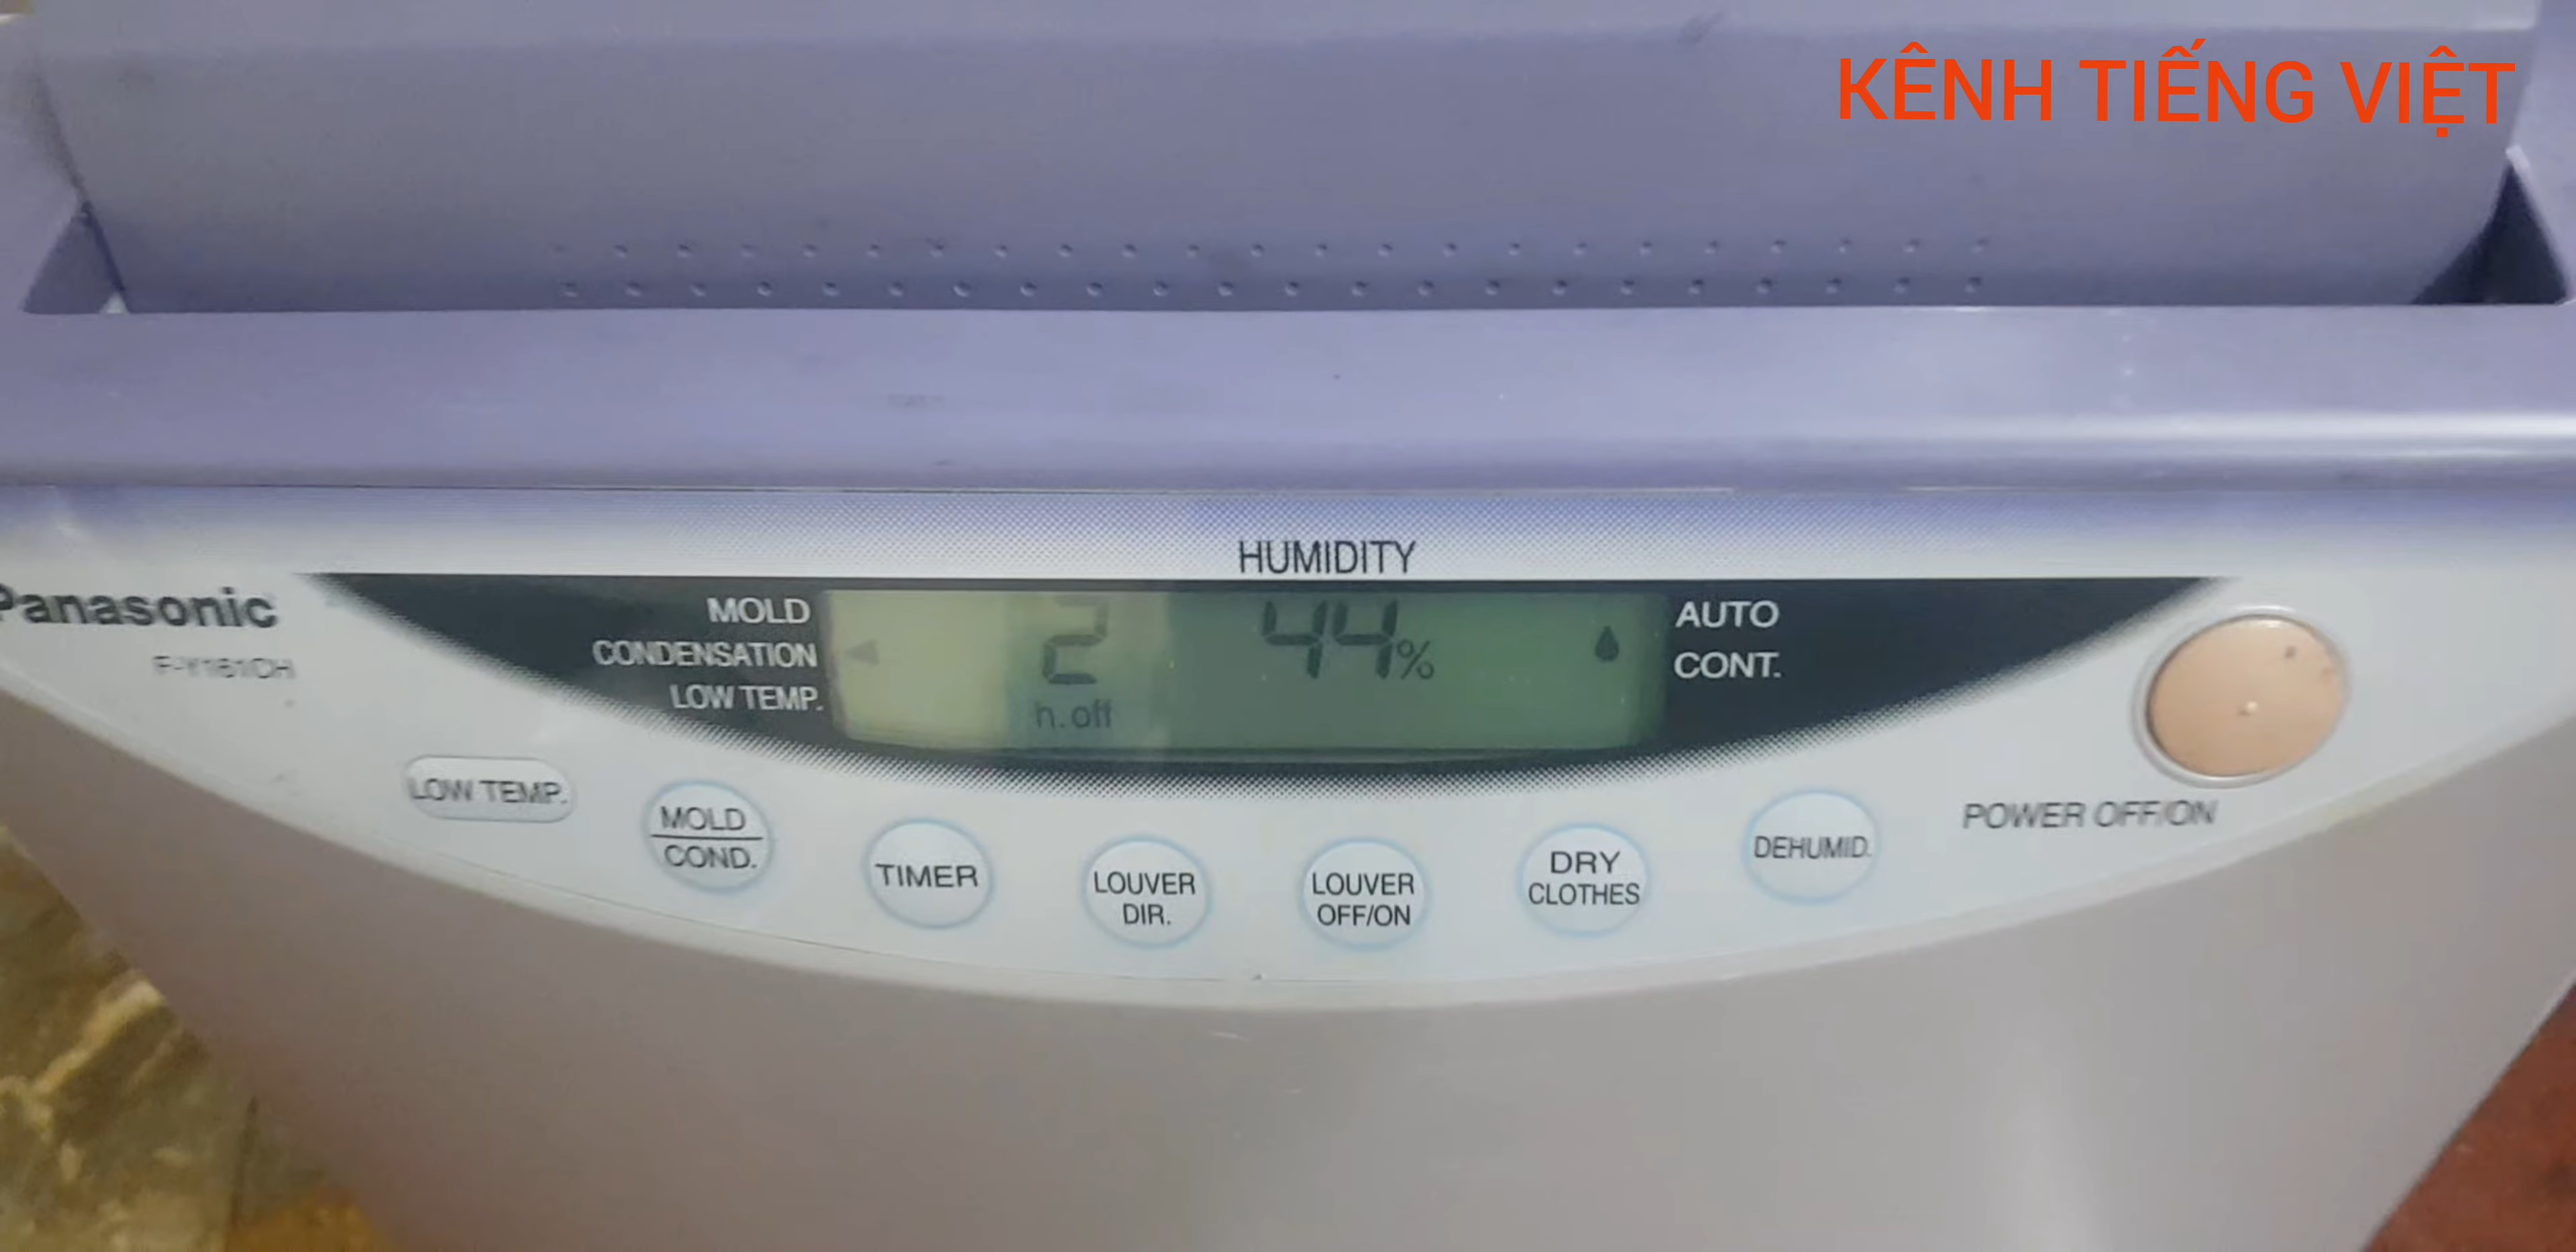 KÊNH TIẾNG VIỆT
HUMIDITY
Panasonic
F-Y161CH
MOLD
CONDENSATION
LOW TEMP.
2
h.off
44%
AUTO
CONT.
LOW TEMP.
MOLD
COND.
TIMER
LOUVER
DIR.
LOUVER
OFF/ON
DRY
CLOTHES
DEHUMID.
POWER OFF/ON